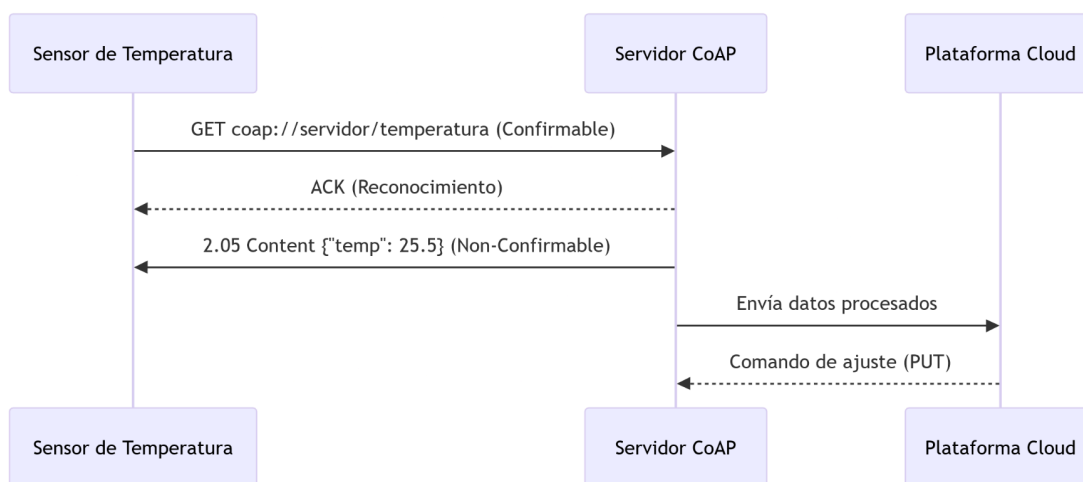 Sensor de Temperatura
Servidor CoAP
Plataforma Cloud
GET coap://servidor/temperatura (Confirmable)
ACK (Reconocimiento)
2.05 Content {"temp": 25.5} (Non-Confirmable)
Envía datos procesados
Comando de ajuste (PUT)
Sensor de Temperatura
Servidor CoAP
Plataforma Cloud